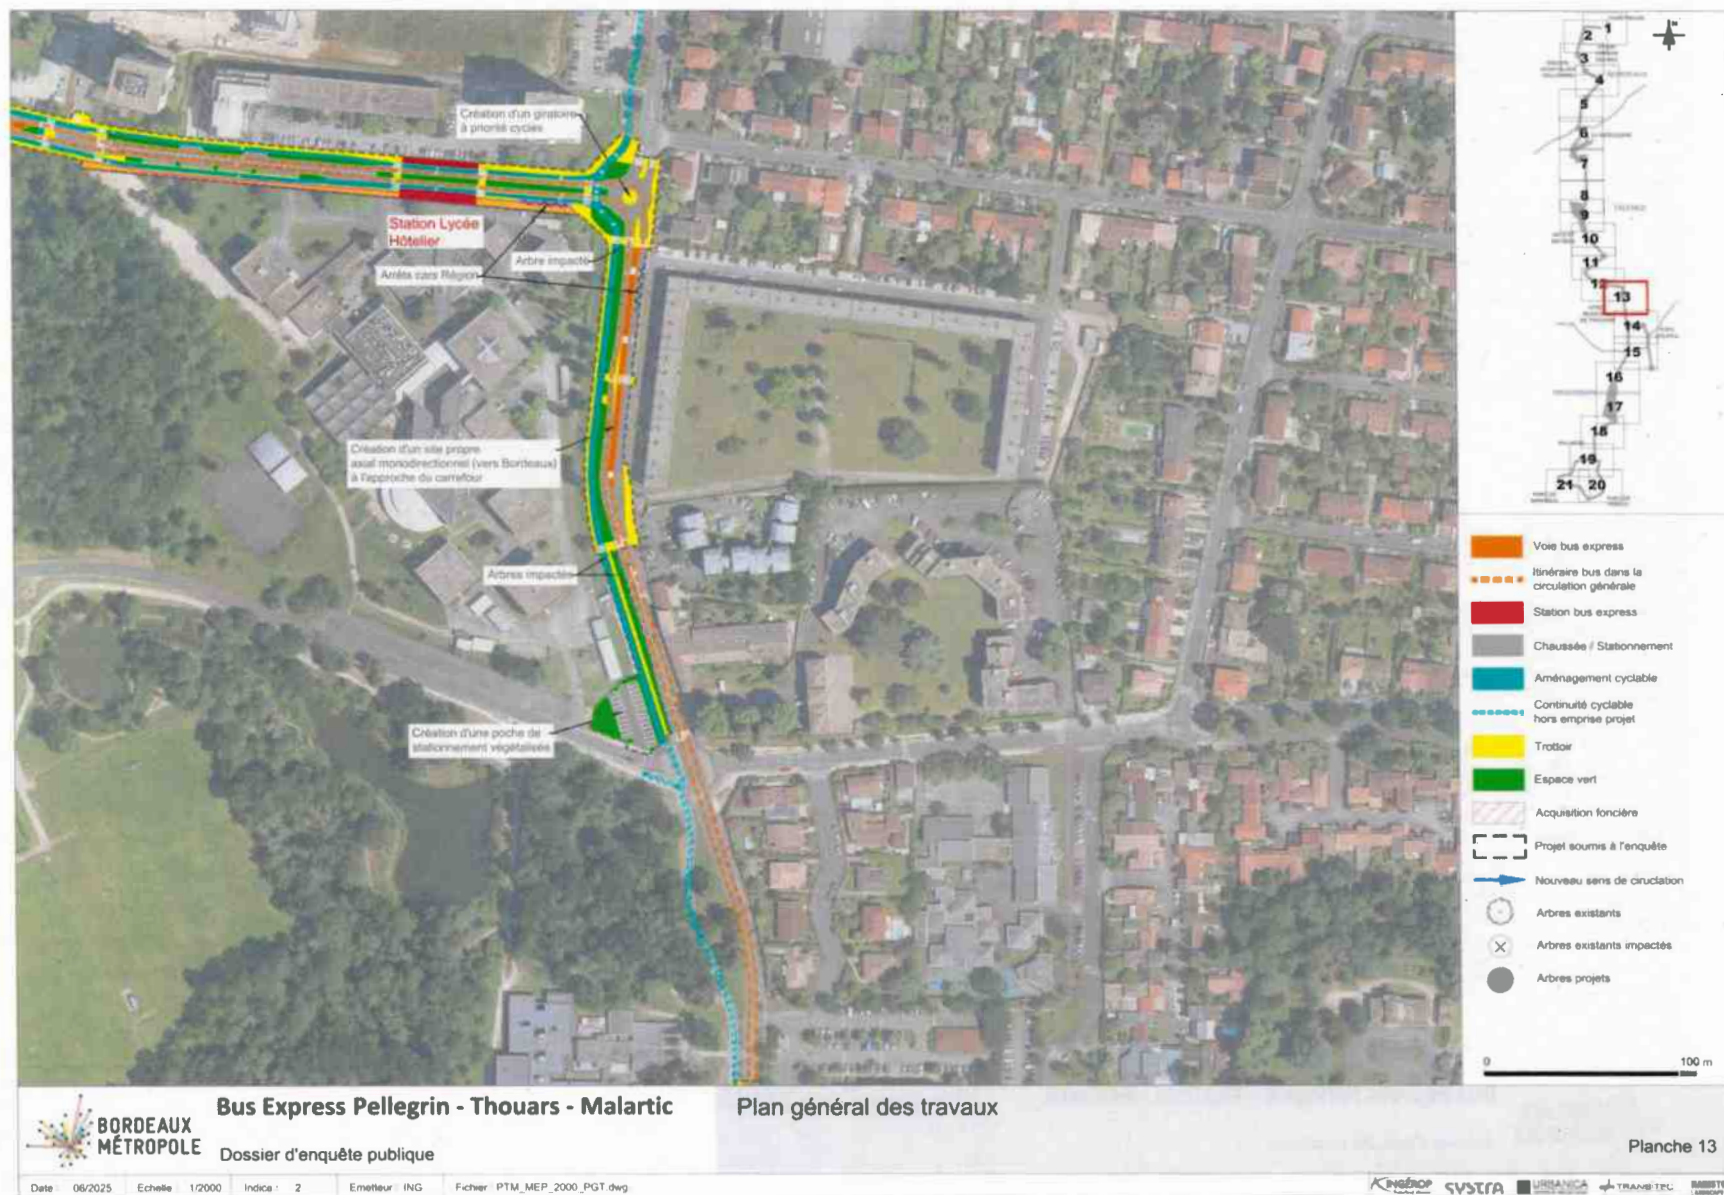 Création d'un giratoire
à priorité cycles
Station Lycée
Hôtelier
Arrêts cars Région
Arbre impacté
Création d'un site propre
axial monodirectionnel (vers Bordeaux)
à l'approche du carrefour
Arbres impactés
Création d'une poche de
stationnement végétalisée
1
2
3
4
5
6
7
8
9
10
11
12
13
14
15
16
17
18
19
20
21
Voie bus express
Itinéraire bus dans la
circulation générale
Station bus express
Chaussée / Stationnement
Aménagement cyclable
Continuité cyclable
hors emprise projet
Trottoir
Espace vert
Acquisition foncière
Projet soumis à l'enquête
Nouveau sens de ciruclation
Arbres existants
Arbres existants impactés
Arbres projets
0 100 m
BORDEAUX
MÉTROPOLE
Bus Express Pellegrin - Thouars - Malartic
Dossier d'enquête publique
Plan général des travaux
Planche 13
Date : 06/2025 Echelle : 1/2000 Indice : 2 Emetteur : ING Fichier : PTM_MEP_2000_PGT.dwg
INGÉROP SYSTRA URBANICA TRANSITEC